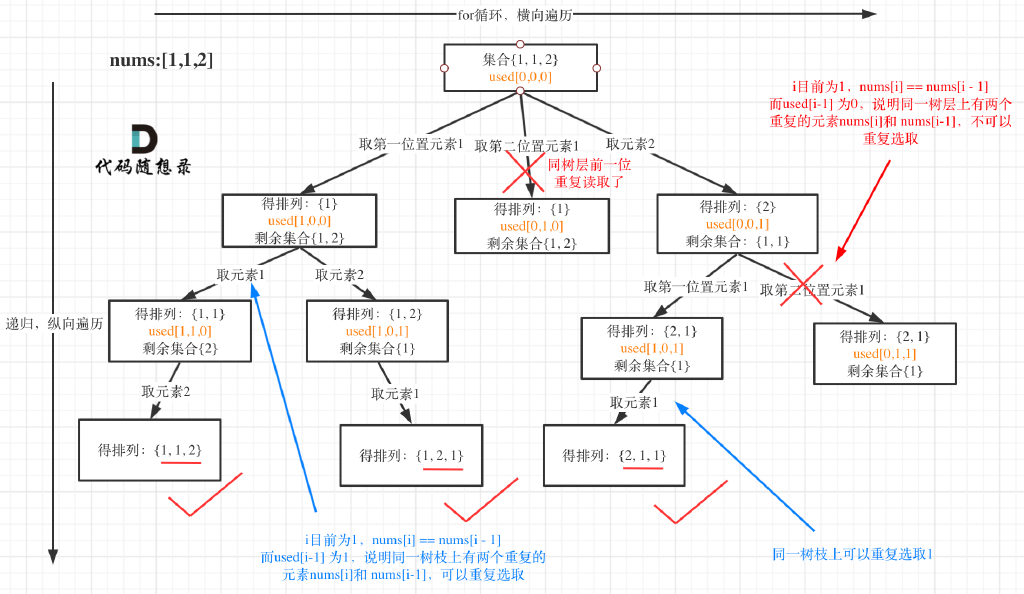 for循环，横向遍历
nums:[1,1,2]
集合{1, 1, 2}
used[0,0,0]
i目前为1，nums[i] == nums[i - 1]
而used[i-1] 为0，说明同一树层上有两个
重复的元素nums[i]和 nums[i-1]，不可以
重复选取
代码随想录
取第一位置元素1
取第二位置元素1
取元素2
同树层前一位
重复读取了
得排列：{1}
used[1,0,0]
剩余集合{1, 2}
得排列：{1}
used[0,1,0]
剩余集合{1, 2}
得排列：{2}
used[0,0,1]
剩余集合：{1, 1}
取元素1
取元素2
取第一位置元素1
取第二位置元素1
递归，纵向遍历
得排列：{1, 1}
used[1,1,0]
剩余集合{2}
得排列：{1, 2}
used[1,0,1]
剩余集合{1}
得排列：{2, 1}
used[1,0,1]
剩余集合{1}
得排列：{2, 1}
used[0,1,1]
剩余集合{1}
取元素2
取元素1
取元素1
得排列：{1, 1, 2}
得排列：{1, 2, 1}
得排列：{2, 1, 1}
i目前为1，nums[i] == nums[i - 1]
而used[i-1] 为1，说明同一树枝上有两个重复的
元素nums[i]和 nums[i-1]，可以重复选取
同一树枝上可以重复选取1